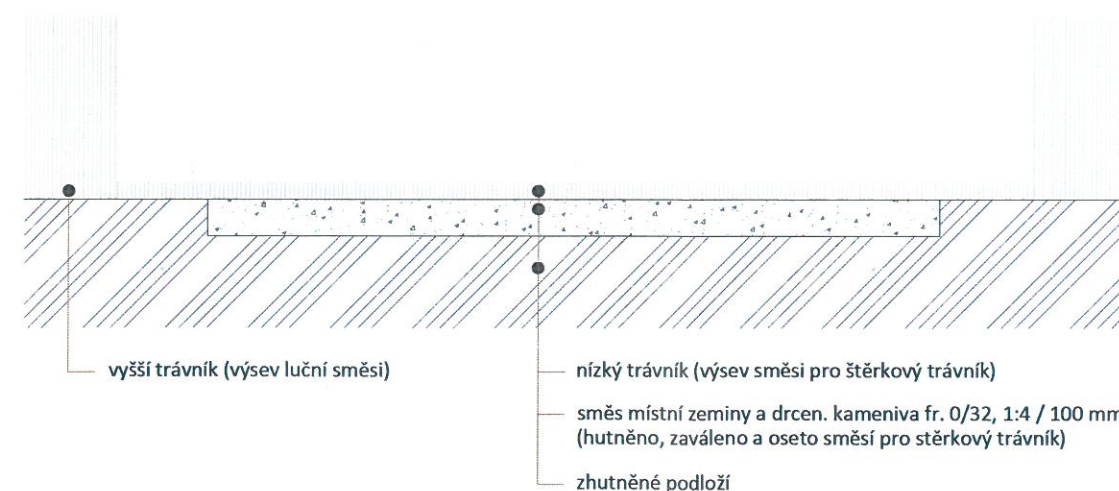 vyšší trávník (výsev luční směsi)
nízký trávník (výsev směsi pro štěrkový trávník)
směs místní zeminy a drcen. kameniva fr. 0/32, 1:4 / 100 mm
(hutněno, zaváleno a oseto směsí pro stěrkový trávník)
zhutněné podloží